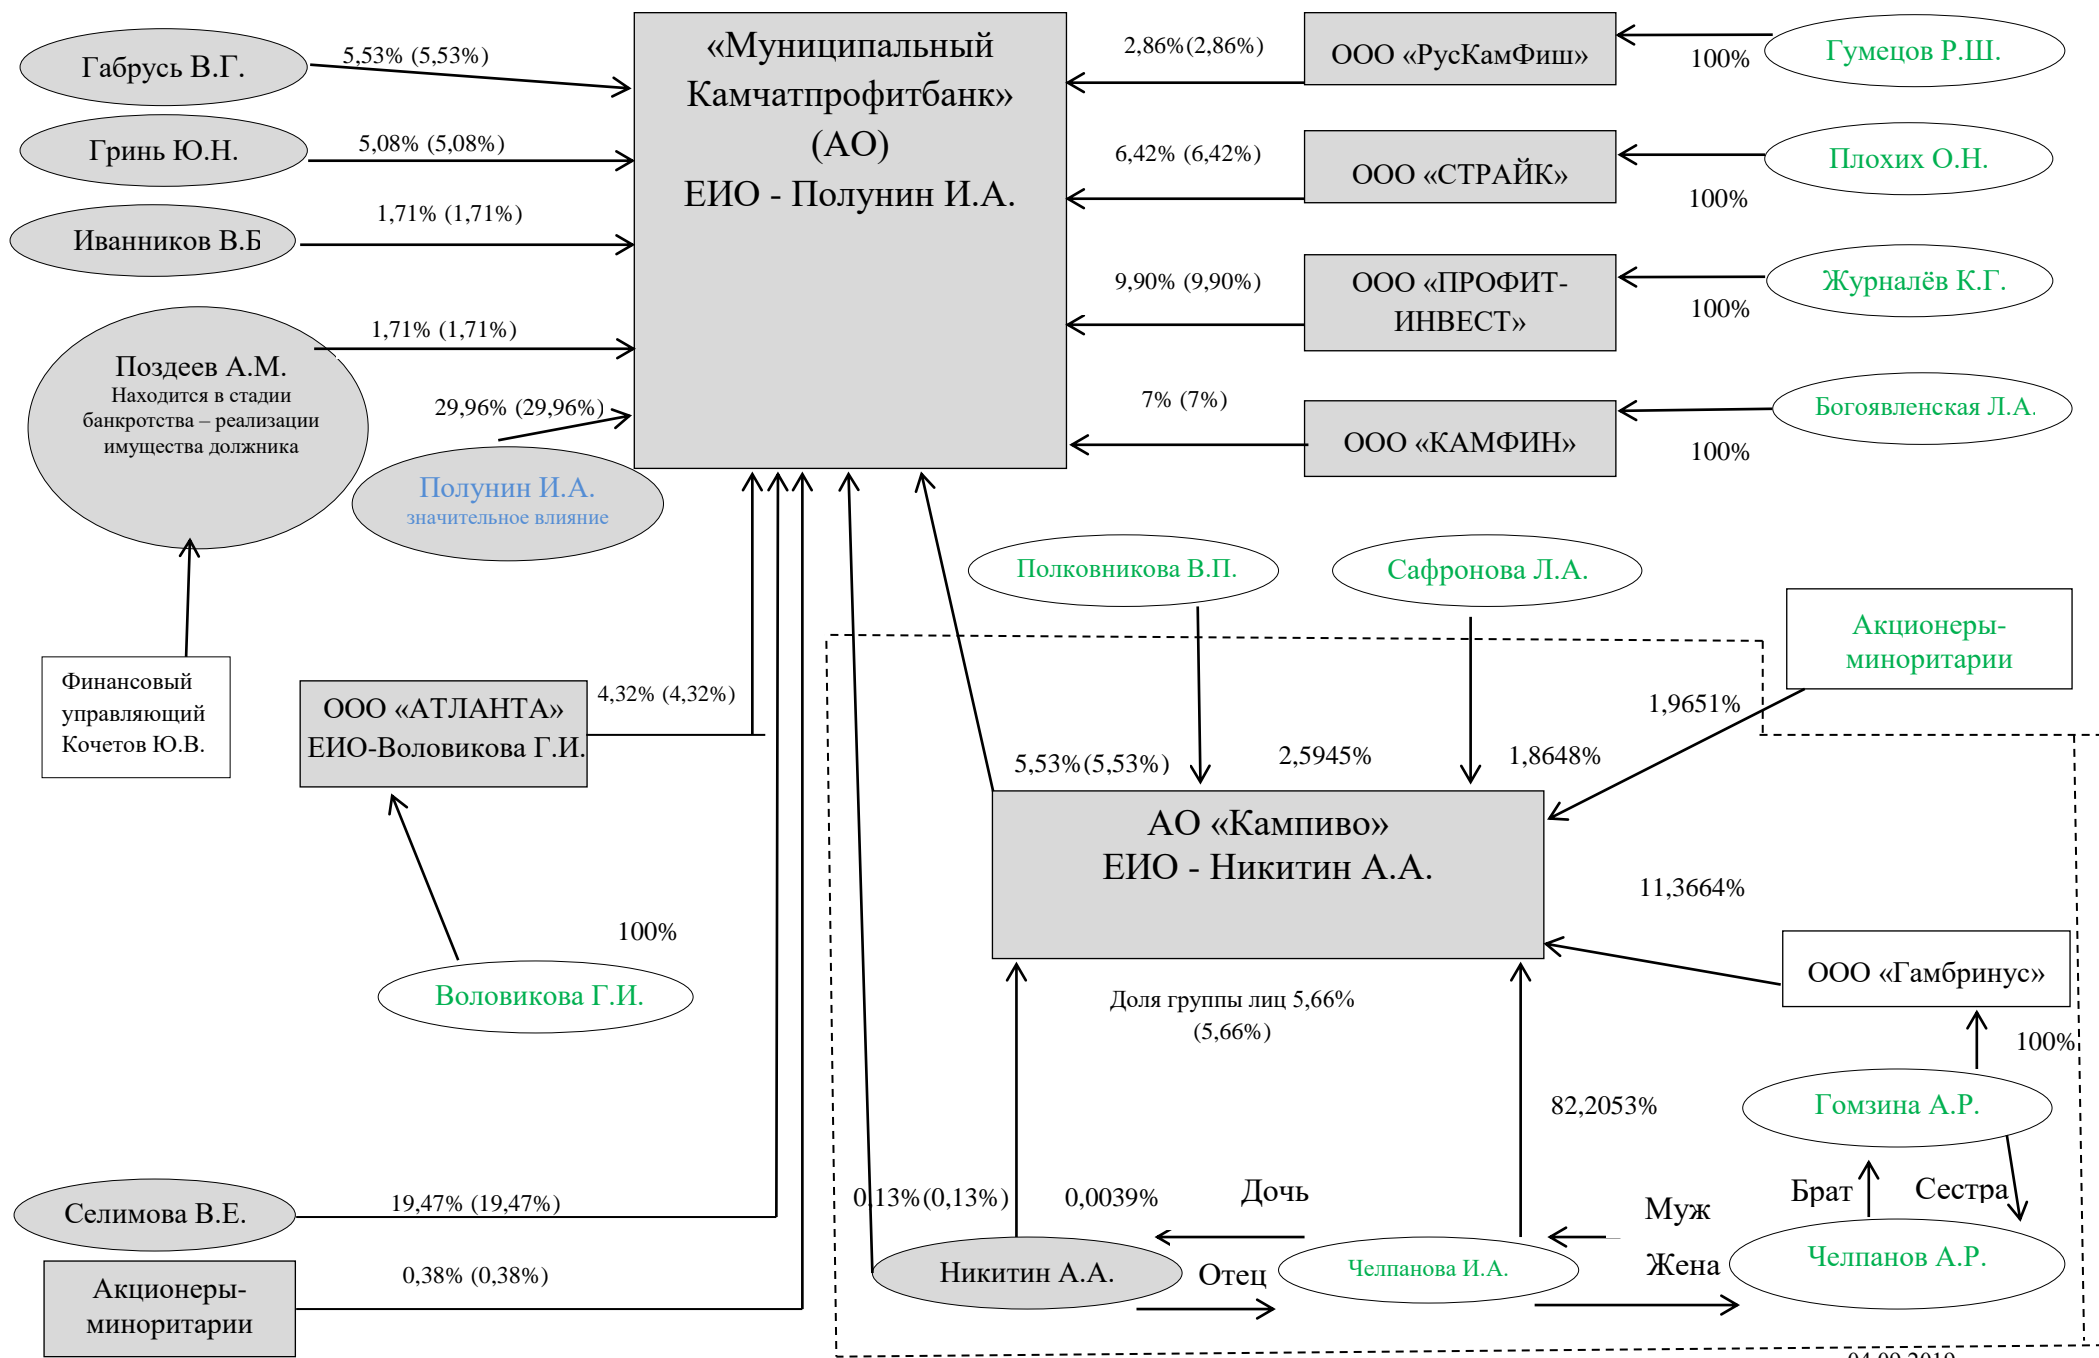 «Муниципальный
Камчатпрофитбанк»
(АО)
ЕИО - Полунин И.А.
Габрусь В.Г.
5,53% (5,53%)
Гринь Ю.Н.
5,08% (5,08%)
Иванников В.Б
1,71% (1,71%)
Поздеев А.М.
Находится в стадии
банкротства – реализации
имущества должника
1,71% (1,71%)
29,96% (29,96%)
Полунин И.А.
значительное влияние
Финансовый
управляющий
Кочетов Ю.В.
2,86%(2,86%)
ООО «РусКамФиш»
100%
Гумецов Р.Ш.
6,42% (6,42%)
ООО «СТРАЙК»
100%
Плохих О.Н.
9,90% (9,90%)
ООО «ПРОФИТ-
ИНВЕСТ»
100%
Журналёв К.Г.
7% (7%)
ООО «КАМФИН»
100%
Богоявленская Л.А.
Полковникова В.П.
Сафронова Л.А.
Акционеры-
миноритарии
ООО «АТЛАНТА»
ЕИО-Воловикова Г.И.
4,32% (4,32%)
100%
Воловикова Г.И.
5,53%(5,53%)
2,5945%
1,8648%
1,9651%
АО «Кампиво»
ЕИО - Никитин А.А.
11,3664%
ООО «Гамбринус»
100%
Доля группы лиц 5,66%
(5,66%)
82,2053%
Гомзина А.Р.
Селимова В.Е.
19,47% (19,47%)
Акционеры-
миноритарии
0,38% (0,38%)
0,13%(0,13%)
0,0039%
Дочь
Муж
Брат
Сестра
Никитин А.А.
Отец
Челпанова И.А.
Жена
Челпанов А.Р.
04.09.2019